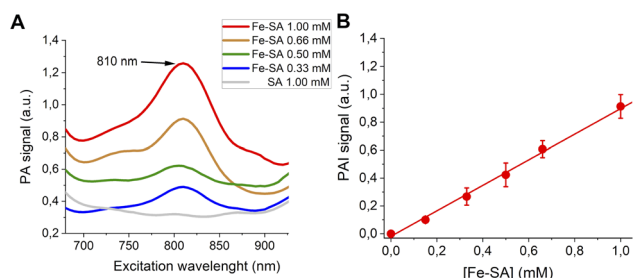 A
Fe-SA 1.00 mM
Fe-SA 0.66 mM
Fe-SA 0.50 mM
Fe-SA 0.33 mM
SA 1.00 mM
810 nm
PA signal (a.u.)
1,4
1,2
1,0
0,8
0,6
0,4
0,2
700 750 800 850 900
Excitation wavelenght (nm)
B
PAI signal (a.u.)
1,4
1,2
1,0
0,8
0,6
0,4
0,2
0,0
0,0 0,2 0,4 0,6 0,8 1,0
[Fe-SA] (mM)